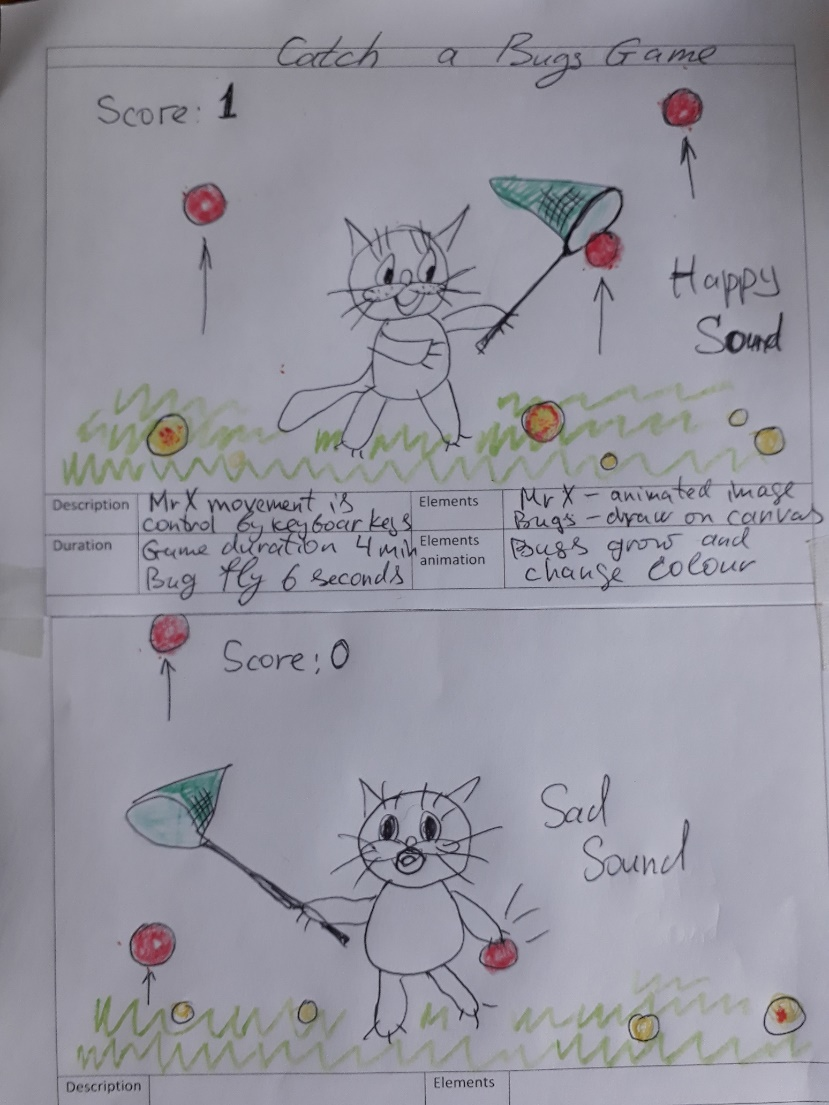 Catch a Bugs Game
Score: 1
Happy
Sound
Description
Mr X movement is
control by keyboar keys
Elements
Mr X - animated image
Bugs - draw on canvas
Duration
Game duration 4 min
Bug fly 6 seconds
Elements
animation
Bugs grow and
change colour
Score: 0
Sad
Sound
Description
Elements